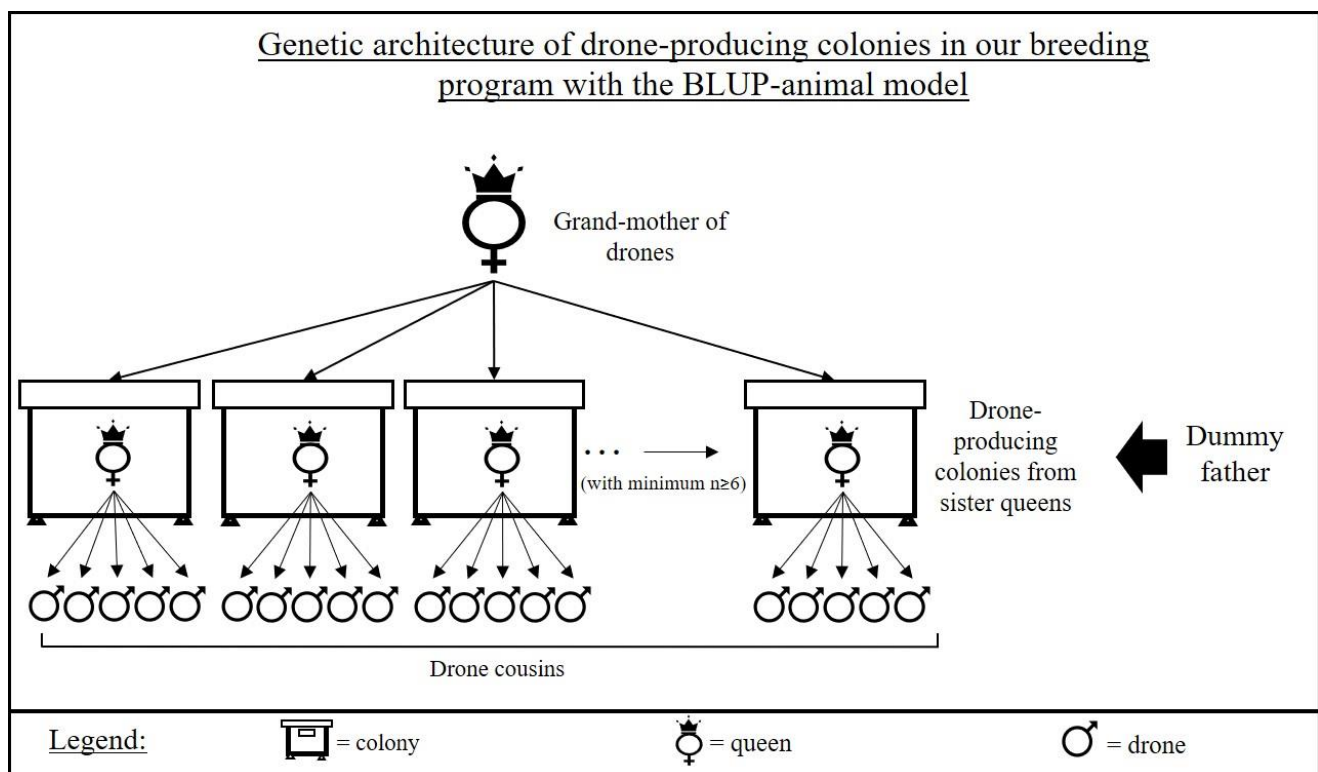 Genetic architecture of drone-producing colonies in our breeding
program with the BLUP-animal model
Grand-mother of
drones
...
(with minimum n≥6)
Drone-
producing
colonies from
sister queens
Dummy
father
Drone cousins
Legend:
= colony
= queen
= drone